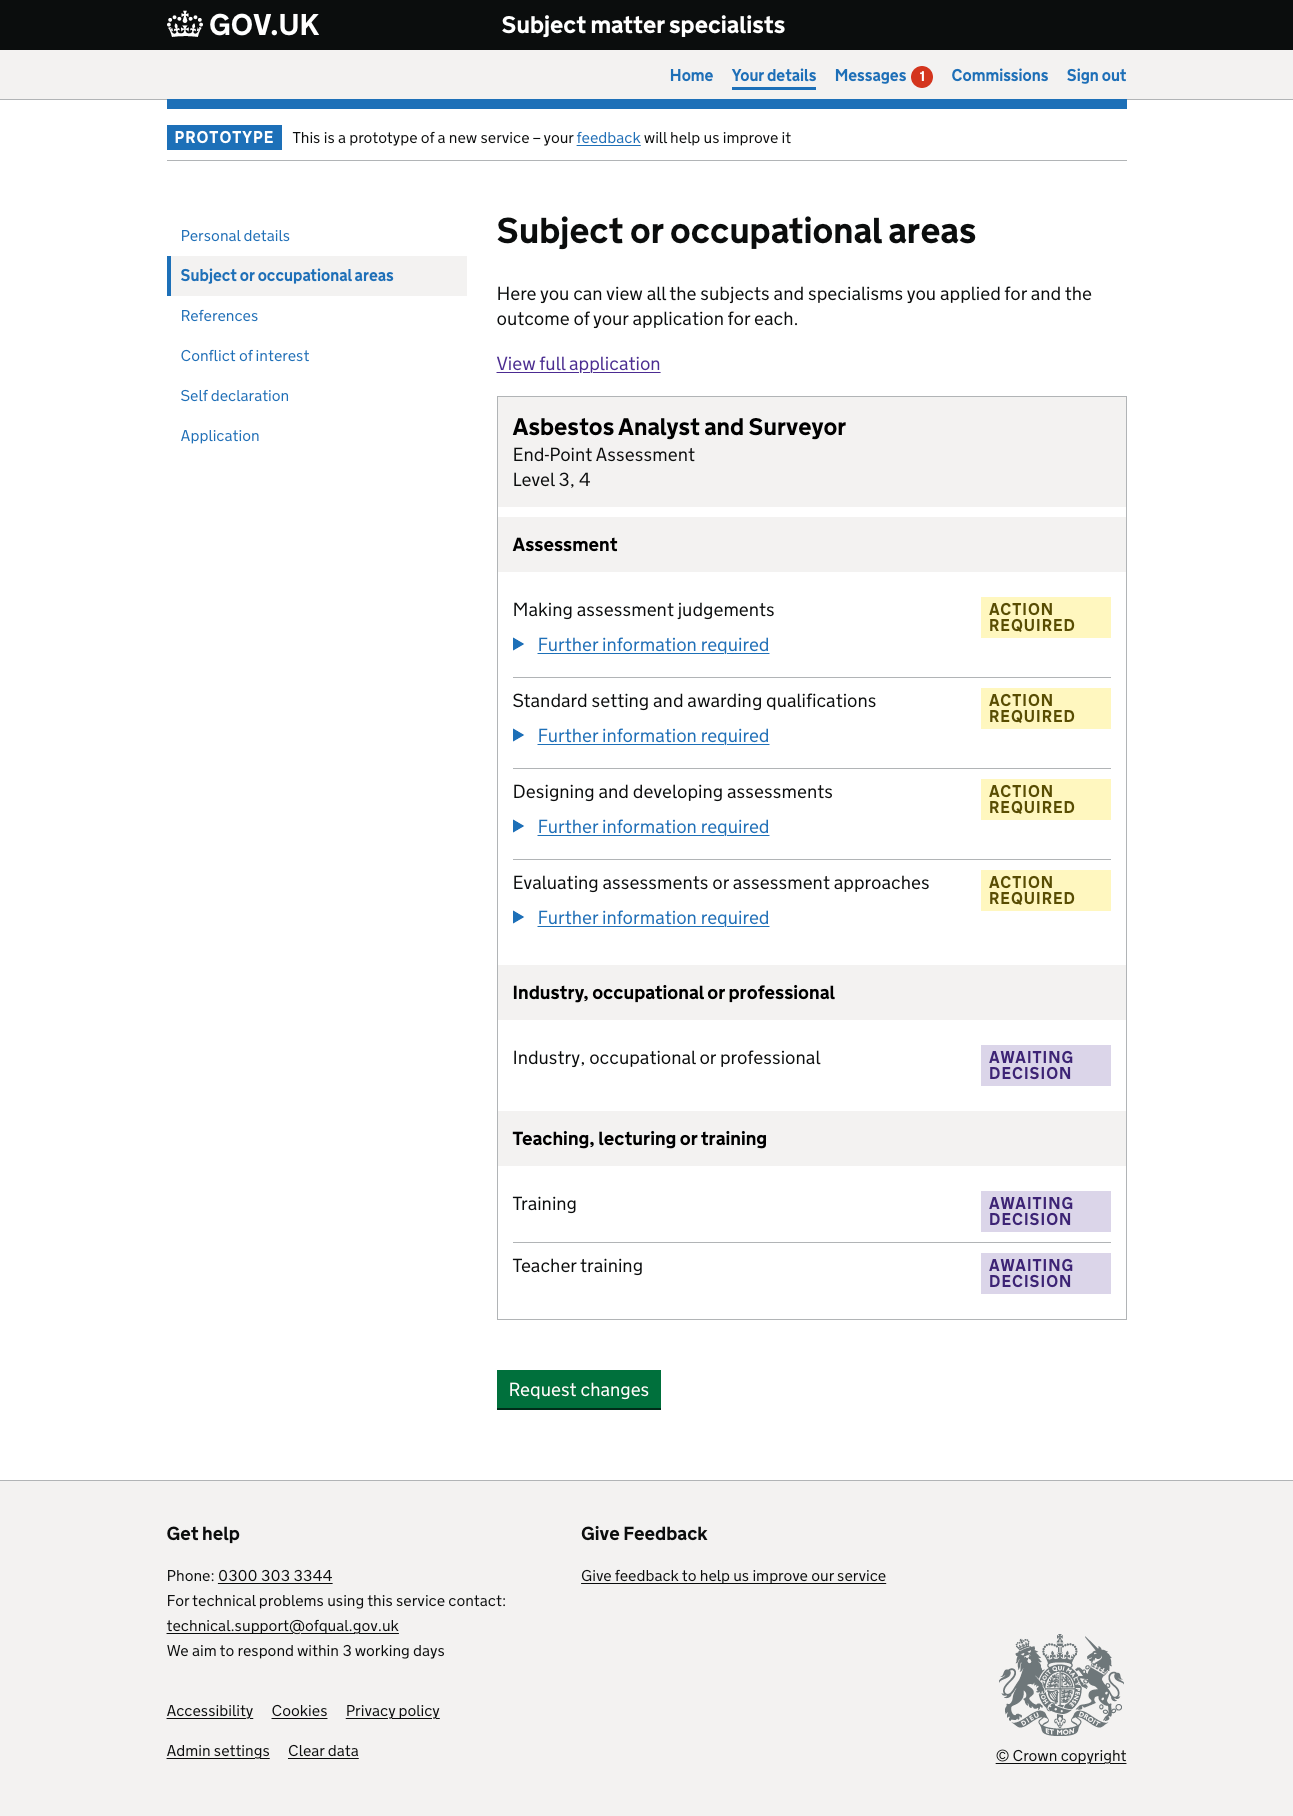 GOV.UK
Subject matter specialists
Home
Your details
Messages 1
Commissions
Sign out
PROTOTYPE
This is a prototype of a new service – your feedback will help us improve it
Personal details
Subject or occupational areas
References
Conflict of interest
Self declaration
Application
Subject or occupational areas
Here you can view all the subjects and specialisms you applied for and the
outcome of your application for each.
View full application
Asbestos Analyst and Surveyor
End-Point Assessment
Level 3, 4
Assessment
Making assessment judgements
ACTION
REQUIRED
Further information required
Standard setting and awarding qualifications
ACTION
REQUIRED
Further information required
Designing and developing assessments
ACTION
REQUIRED
Further information required
Evaluating assessments or assessment approaches
ACTION
REQUIRED
Further information required
Industry, occupational or professional
Industry, occupational or professional
AWAITING
DECISION
Teaching, lecturing or training
Training
AWAITING
DECISION
Teacher training
AWAITING
DECISION
Request changes
Get help
Phone: 0300 303 3344
For technical problems using this service contact:
technical.support@ofqual.gov.uk
We aim to respond within 3 working days
Accessibility
Cookies
Privacy policy
Admin settings
Clear data
Give Feedback
Give feedback to help us improve our service
DIEU ET MON DROIT
© Crown copyright